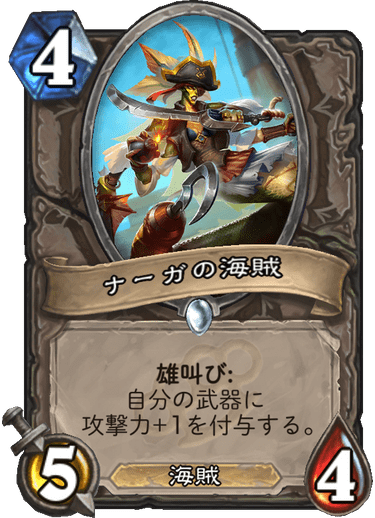 4
ナーガの海賊
雄叫び:
自分の武器に
攻撃力+1を付与する。
5
海賊
4